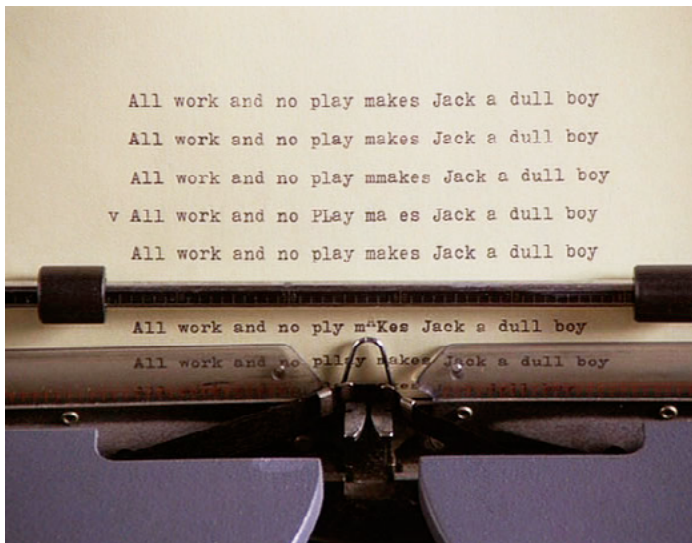 All work and no play makes Jack a dull boy
All work and no play makes Jack a dull boy
All work and no play mmakes Jack a dull boy
v All work and no PLay ma es Jack a dull boy
All work and no play makes Jack a dull boy
All work and no ply m^Kes Jack a dull boy
All work and no pllay makes Jack a dull boy